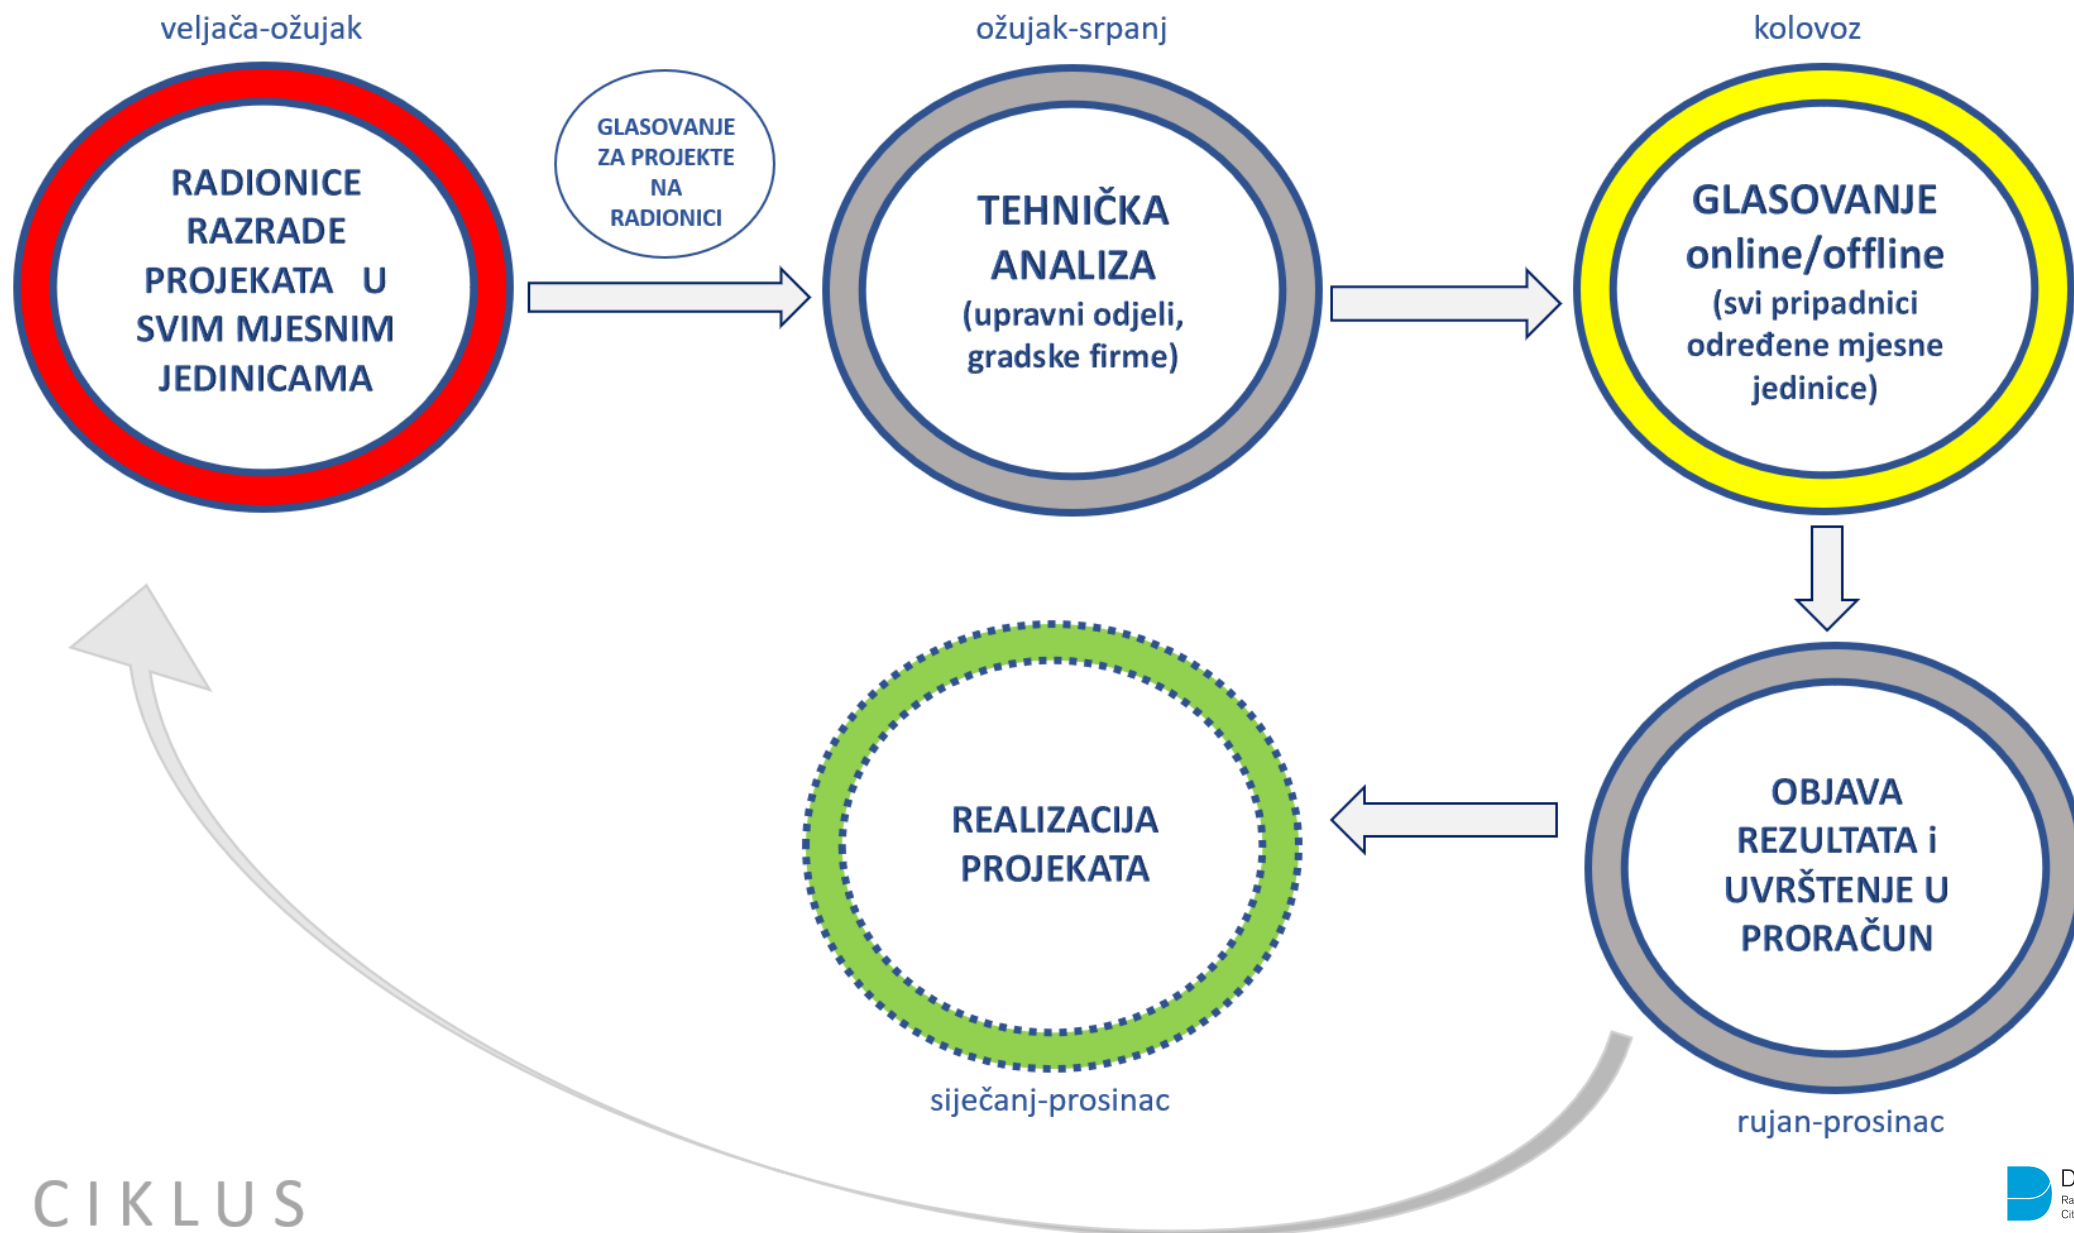 veljača-ožujak
RADIONICE
RAZRADE
PROJEKATA U
SVIM MJESNIM
JEDINICAMA
GLASOVANJE
ZA PROJEKTE
NA
RADIONICI
ožujak-srpanj
TEHNIČKA
ANALIZA
(upravni odjeli,
gradske firme)
kolovoz
GLASOVANJE
online/offline
(svi pripadnici
određene mjesne
jedinice)
OBJAVA
REZULTATA i
UVRŠTENJE U
PRORAČUN
rujan-prosinac
REALIZACIJA
PROJEKATA
siječanj-prosinac
CIKLUS